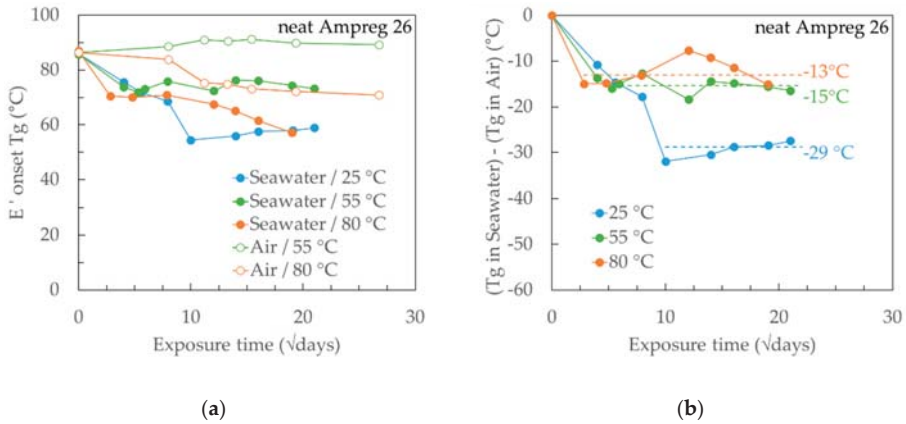 neat Ampreg 26
E ' onset Tg (°C)
100
80
60
40
20
0
Seawater / 25 °C
Seawater / 55 °C
Seawater / 80 °C
Air / 55 °C
Air / 80 °C
0
10
20
30
Exposure time (√days)
(a)
neat Ampreg 26
(Tg in Seawater) - (Tg in Air) (°C)
0
-10
-20
-30
-40
-50
-60
-13°C
-15°C
-29 °C
25 °C
55 °C
80 °C
0
10
20
30
Exposure time (√days)
(b)